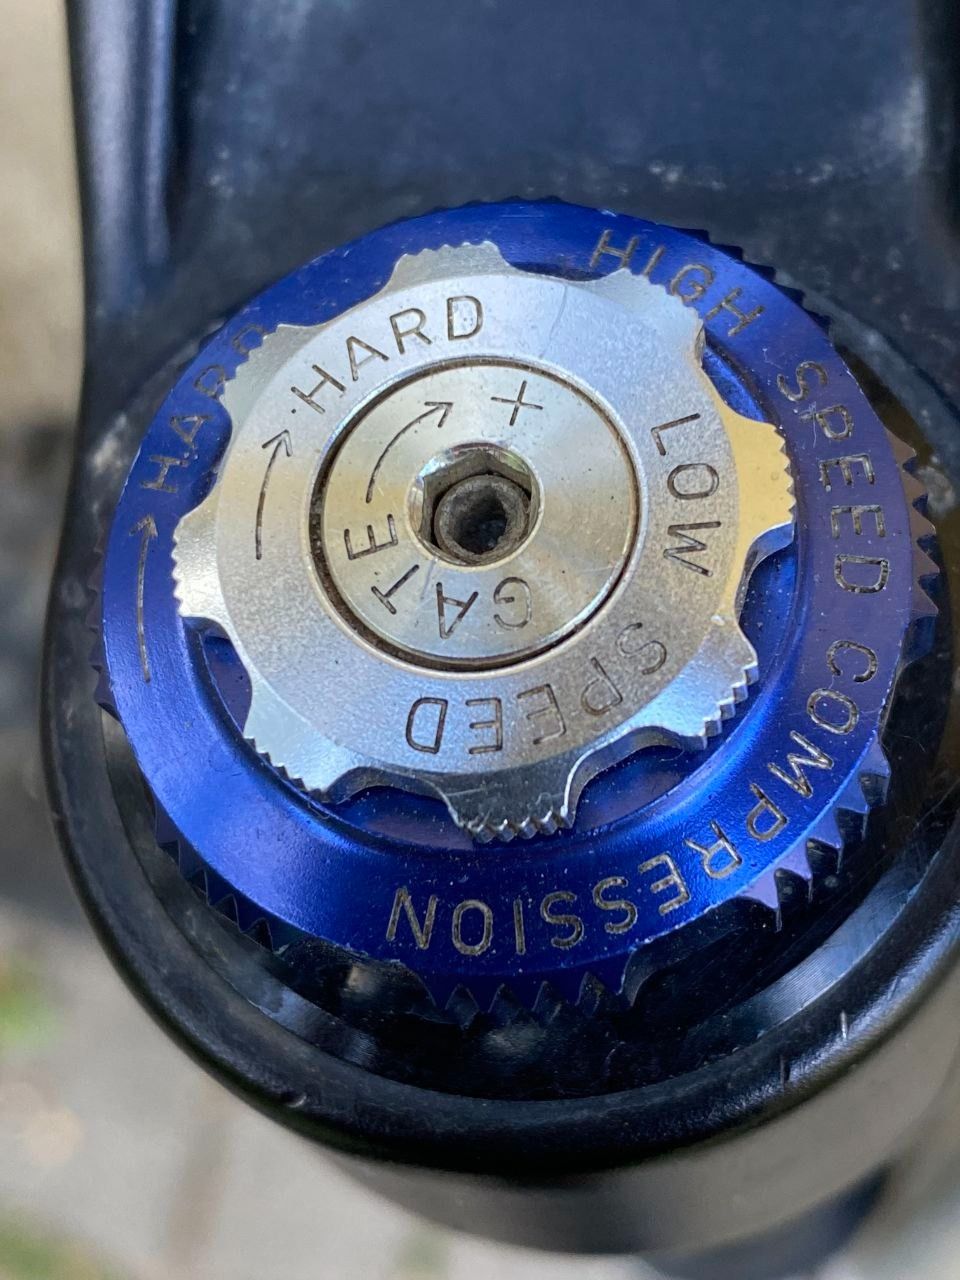 HARD
HIGH SPEED COMPRESSION
HARD
LOW SPEED
GATE +